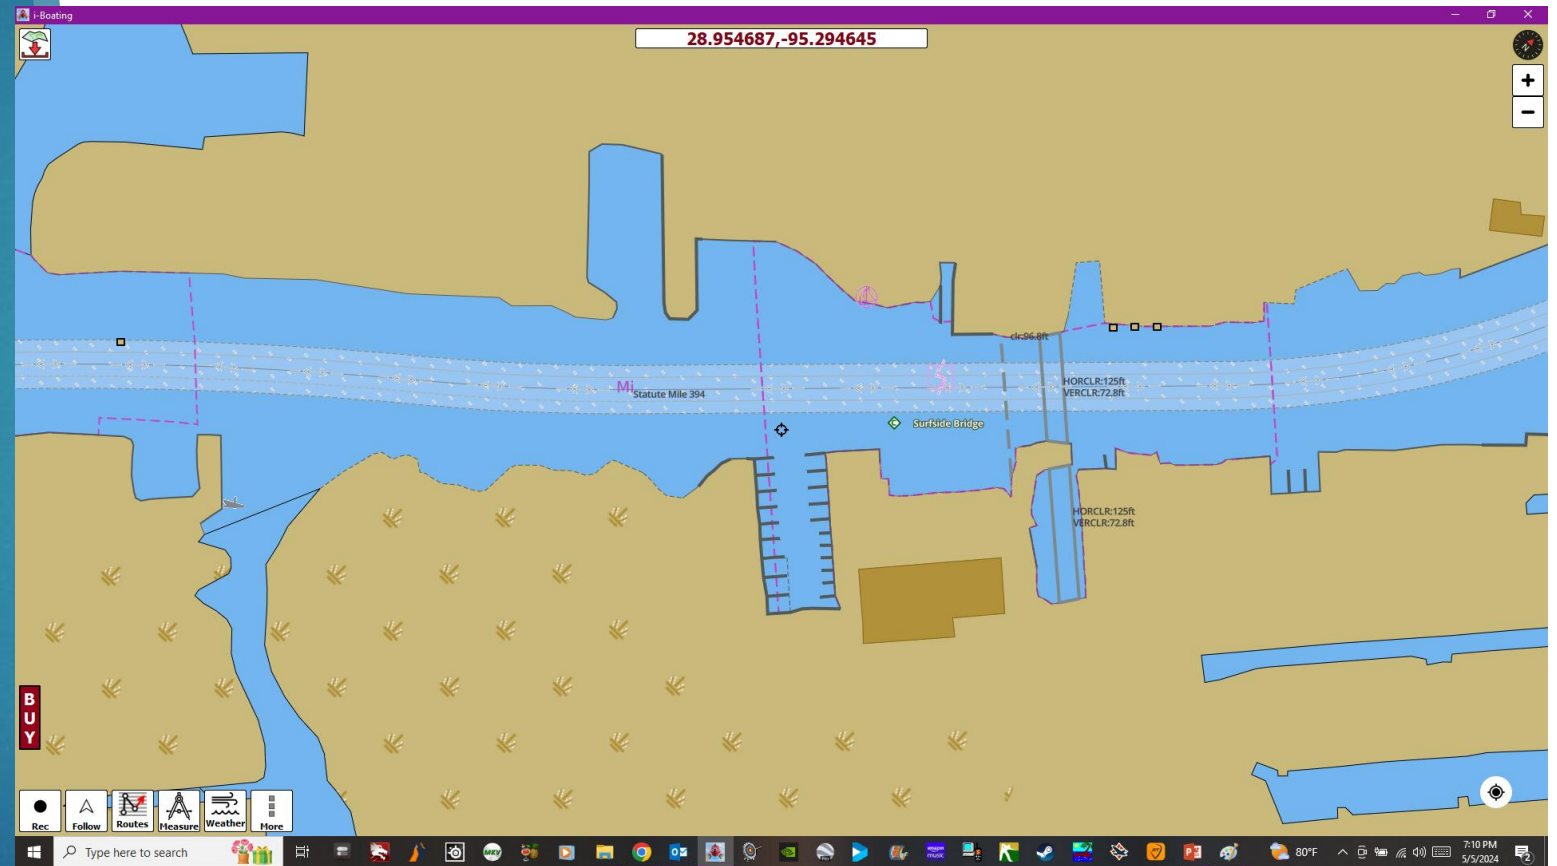 i-Boating
28.954687,-95.294645
N
+
−
clr:96.8ft
HORCLR:125ft
VERCLR:72.8ft
Mi
Statute Mile 394
Surfside Bridge
HORCLR:125ft
VERCLR:72.8ft
B
U
Y
Rec
Follow
Routes
Measure
Weather
More
Type here to search
80°F
7:10 PM
5/5/2024